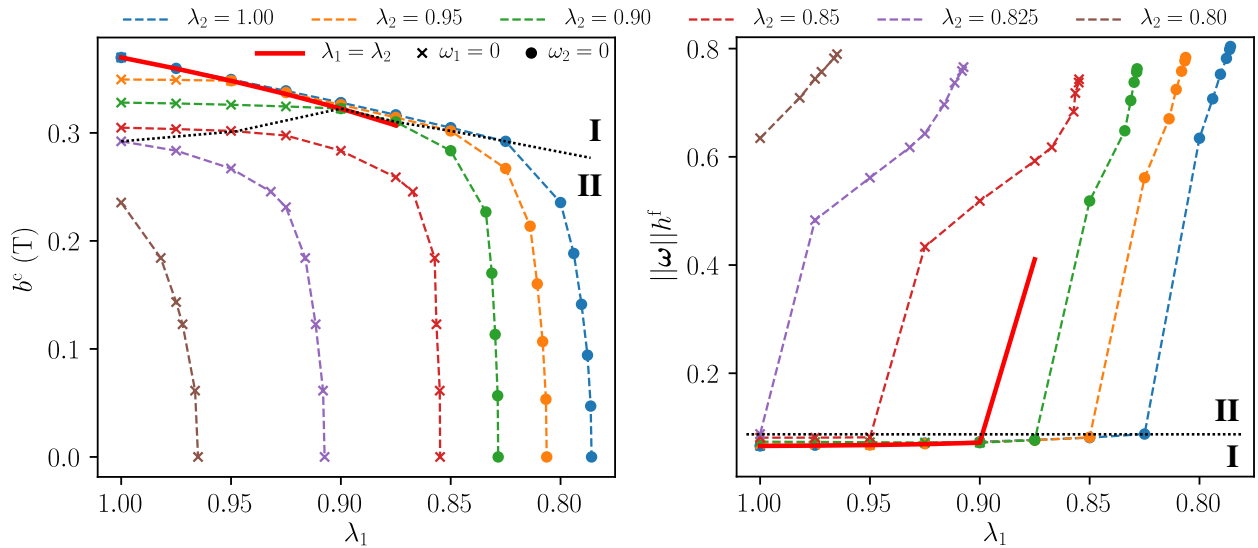 λ₂ = 1.00 λ₂ = 0.95 λ₂ = 0.90 λ₂ = 0.85 λ₂ = 0.825 λ₂ = 0.80
λ₁ = λ₂ ω₁ = 0 ω₂ = 0
0.3
0.2
0.1
0.0
bᶜ (T)
I
II
1.00 0.95 0.90 0.85 0.80
λ₁
0.8
0.6
0.4
0.2
||ω||hᶠ
II
I
1.00 0.95 0.90 0.85 0.80
λ₁